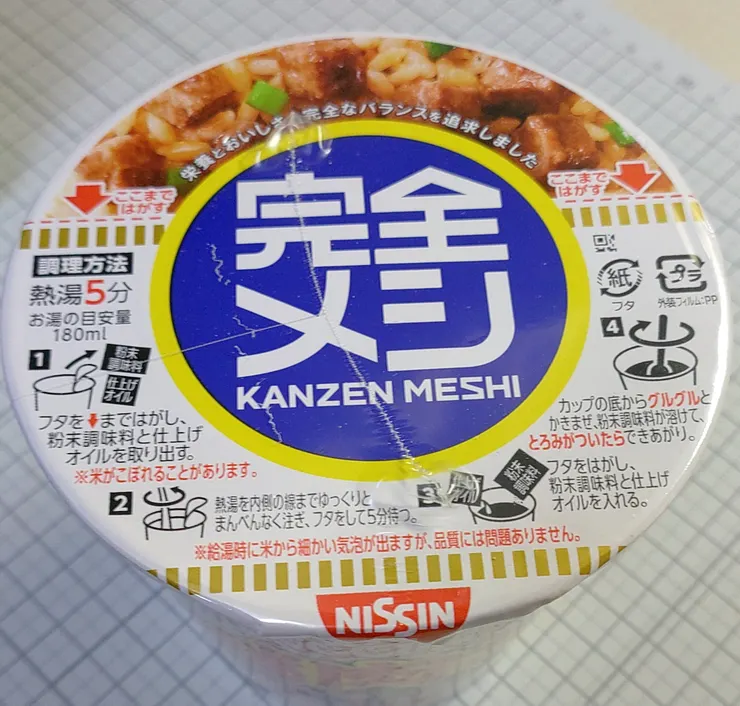 栄養とおいしさ、完全なバランスを追求しました
ここまで
はがす
ここまで
はがす
完全
メシ
KANZEN MESHI
調理方法
熱湯5分
お湯の目安量
180ml
1
粉末
調味料
仕上げ
オイル
フタを⬇まではがし、
粉末調味料と仕上げ
オイルを取り出す。
※米がこぼれることがあります。
2
熱湯を内側の線までゆっくりと
まんべんなく注ぎ、フタをして5分待つ。
3
粉末
調味料
フタをはがし、
粉末調味料と仕上げ
オイルを入れる。
※給湯時に米から細かい気泡が出ますが、品質には問題ありません。
紙
フタ
プラ
外装フィルム:PP
4
カップの底からグルグルと
かきまぜ、粉末調味料が溶けて、
とろみがついたらできあがり。
NISSIN